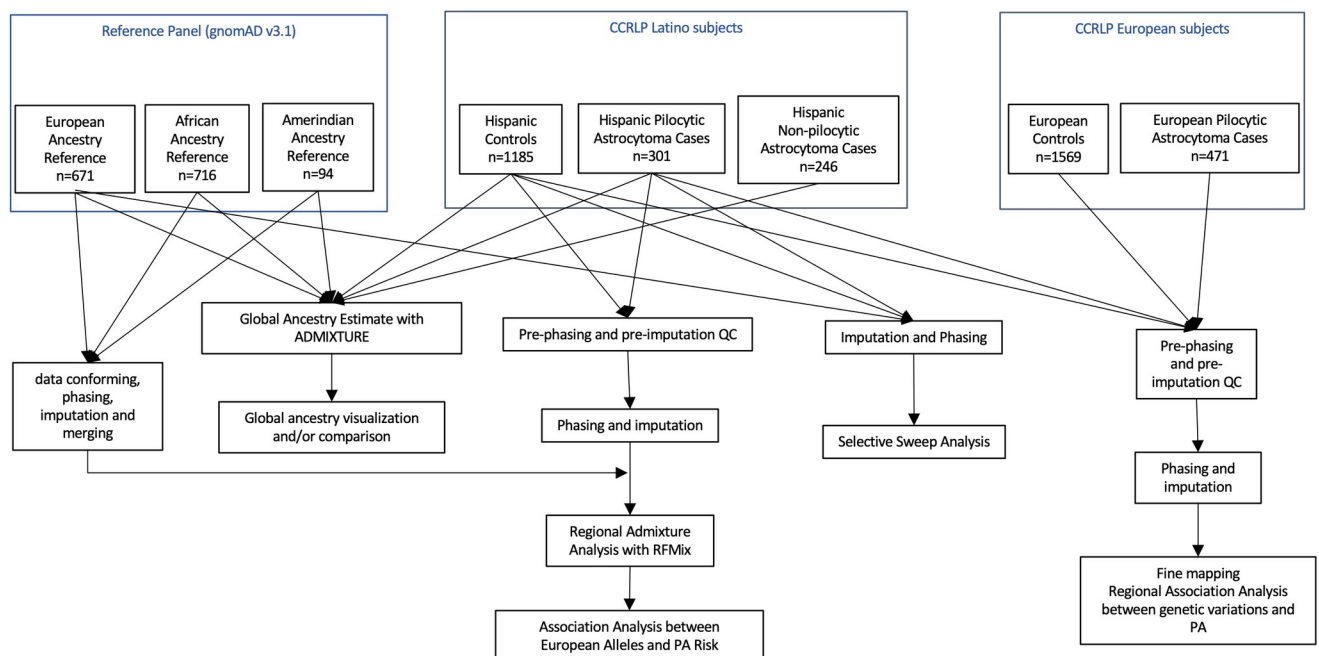 Reference Panel (gnomAD v3.1)
CCRLP Latino subjects
CCRLP European subjects
European
Ancestry
Reference
n=671
African
Ancestry
Reference
n=716
Amerindian
Ancestry
Reference
n=94
Hispanic
Controls
n=1185
Hispanic Pilocytic
Astrocytoma Cases
n=301
Hispanic
Non-pilocytic
Astrocytoma Cases
n=246
European
Controls
n=1569
European Pilocytic
Astrocytoma Cases
n=471
data conforming,
phasing,
imputation and
merging
Global Ancestry Estimate with
ADMIXTURE
Global ancestry visualization
and/or comparison
Pre-phasing and pre-imputation QC
Phasing and imputation
Regional Admixture
Analysis with RFMix
Association Analysis between
European Alleles and PA Risk
Imputation and Phasing
Selective Sweep Analysis
Pre-phasing
and pre-
imputation QC
Phasing and
imputation
Fine mapping
Regional Association Analysis
between genetic variations and
PA